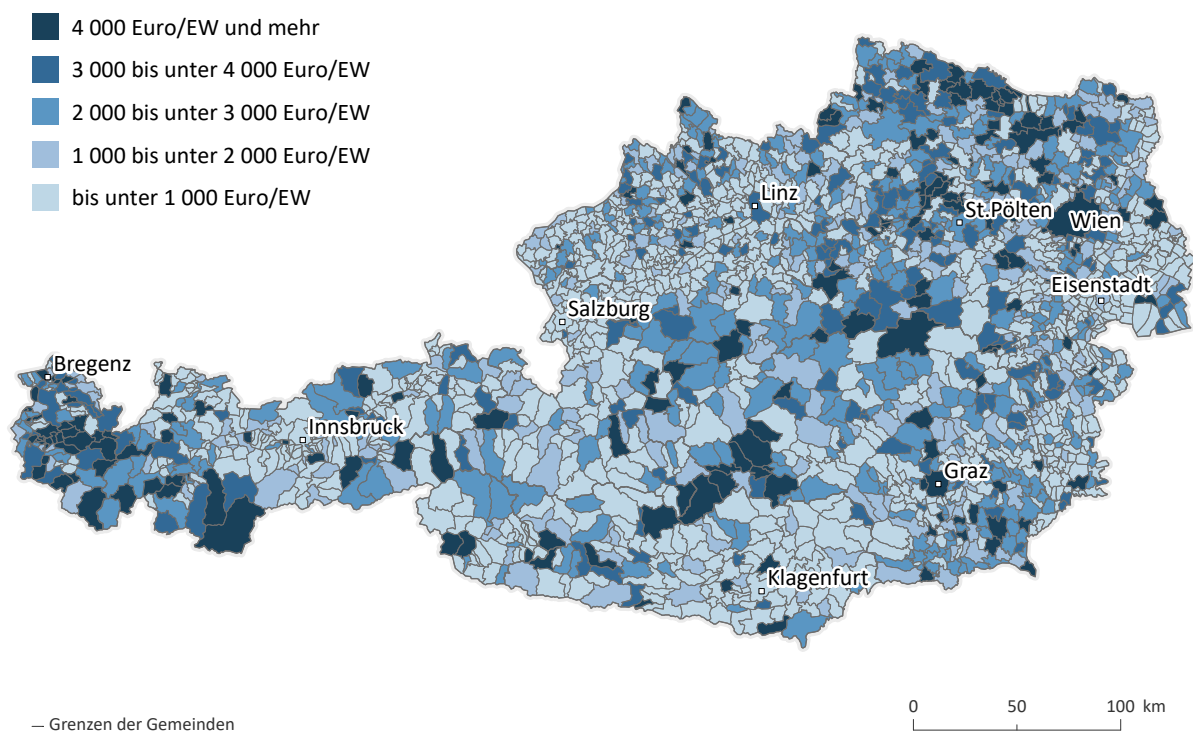 4 000 Euro/EW und mehr
3 000 bis unter 4 000 Euro/EW
2 000 bis unter 3 000 Euro/EW
1 000 bis unter 2 000 Euro/EW
bis unter 1 000 Euro/EW
Linz
St.Pölten
Wien
Eisenstadt
Salzburg
Bregenz
Innsbruck
Graz
Klagenfurt
0 50 100 km
Grenzen der Gemeinden